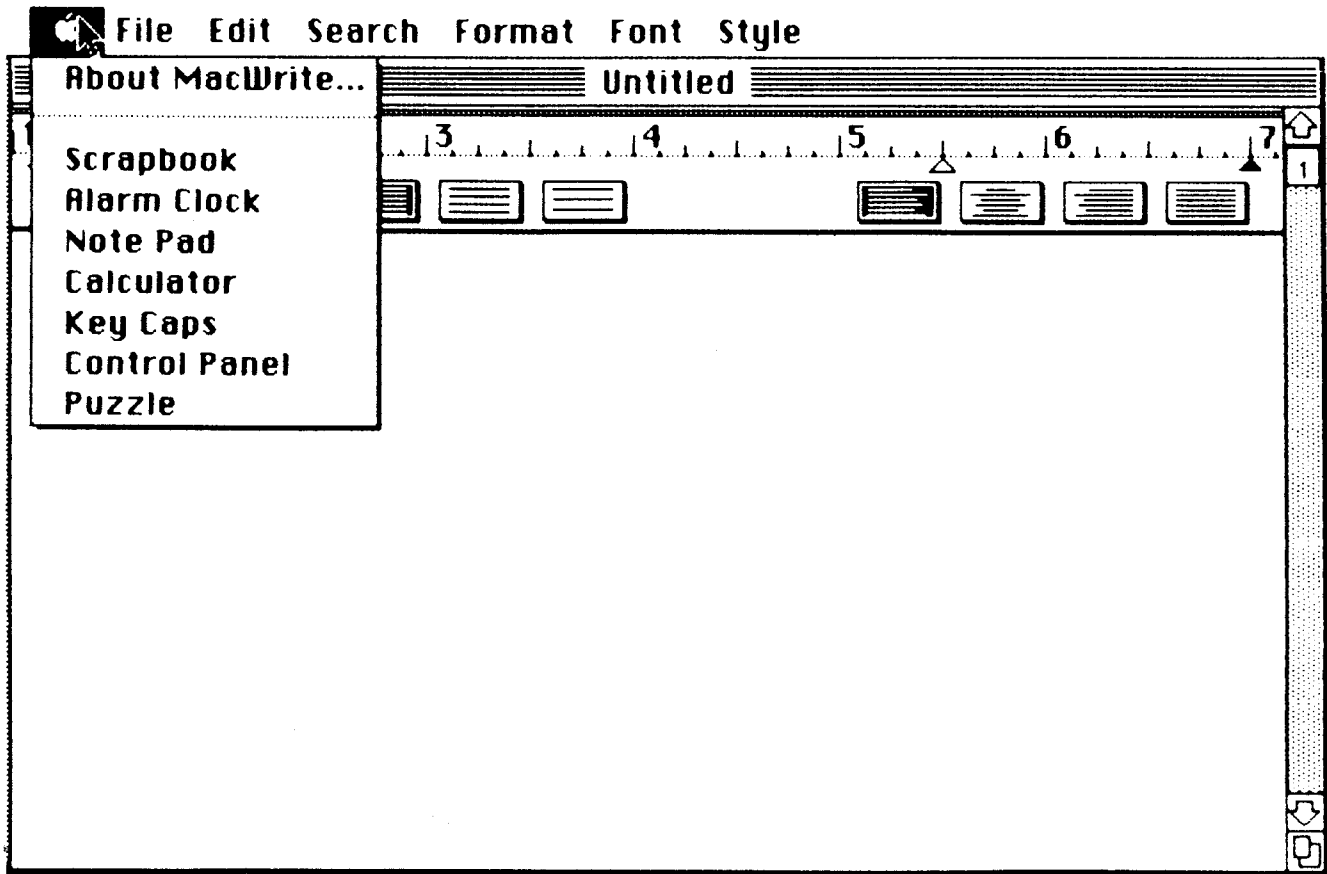 File Edit Search Format Font Style
About MacWrite...
Untitled
3 4 5 6 7
1
Scrapbook
Alarm Clock
Note Pad
Calculator
Key Caps
Control Panel
Puzzle